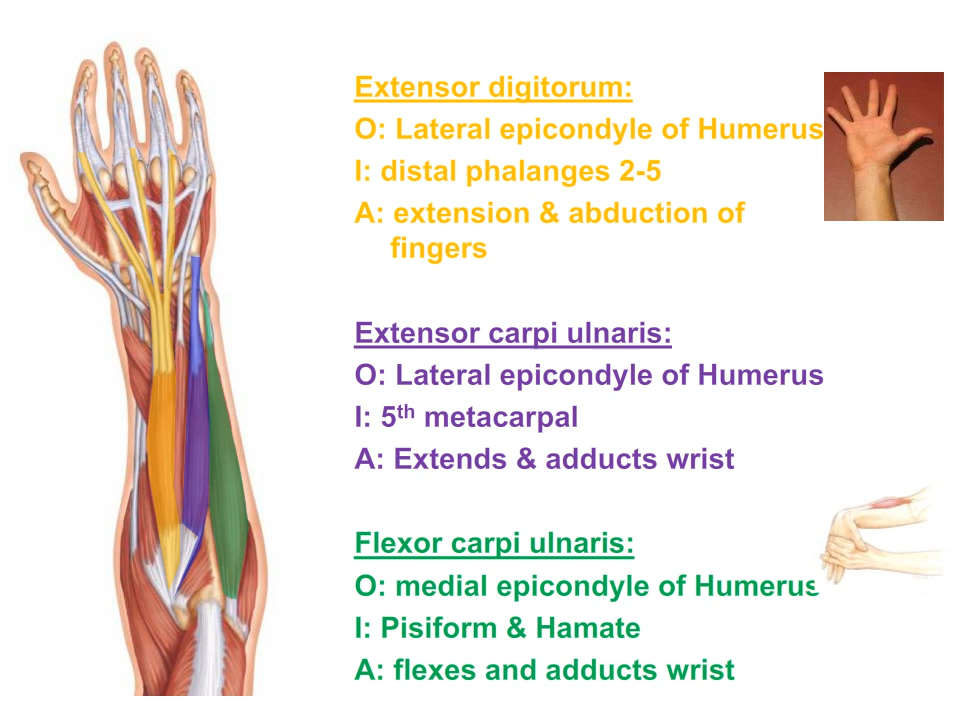 Extensor digitorum:
O: Lateral epicondyle of Humerus
I: distal phalanges 2-5
A: extension & abduction of
fingers
Extensor carpi ulnaris:
O: Lateral epicondyle of Humerus
I: 5th metacarpal
A: Extends & adducts wrist
Flexor carpi ulnaris:
O: medial epicondyle of Humerus
I: Pisiform & Hamate
A: flexes and adducts wrist